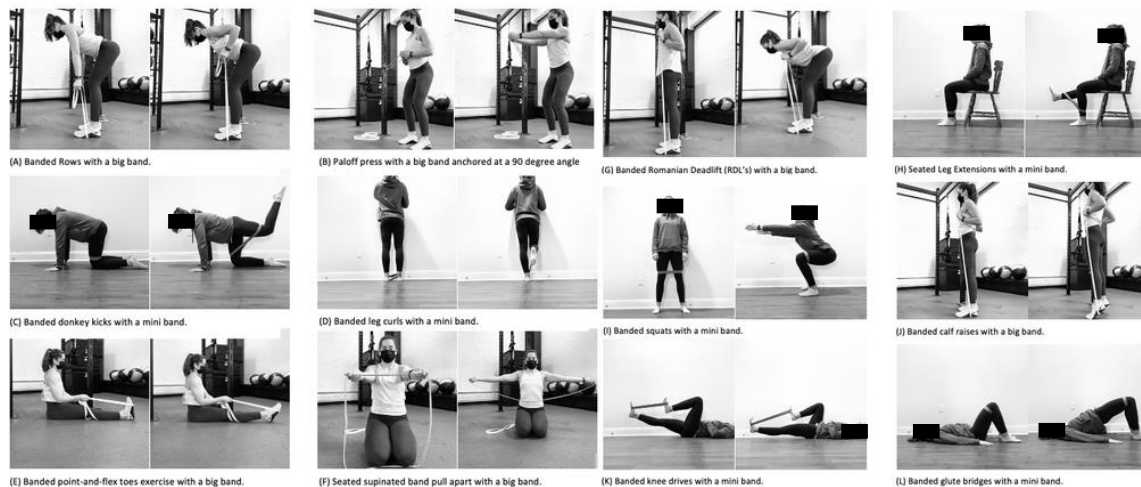 (A) Banded Rows with a big band.
(B) Paloff press with a big band anchored at a 90 degree angle
(G) Banded Romanian Deadlift (RDL's) with a big band.
(H) Seated Leg Extensions with a mini band.
(C) Banded donkey kicks with a mini band.
(D) Banded leg curls with a mini band.
(I) Banded squats with a mini band.
(J) Banded calf raises with a big band.
(E) Banded point-and-flex toes exercise with a big band.
(F) Seated supinated band pull apart with a big band.
(K) Banded knee drives with a mini band.
(L) Banded glute bridges with a mini band.